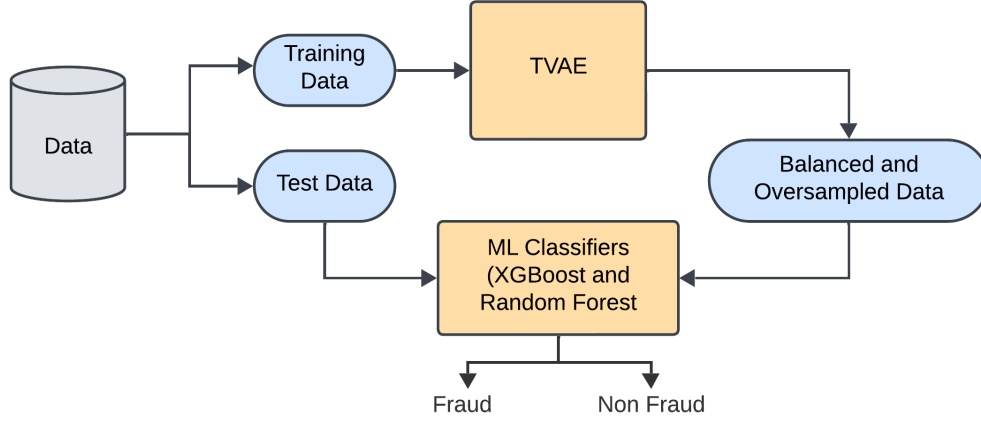 Training
Data
TVAE
Data
Test Data
Balanced and
Oversampled Data
ML Classifiers
(XGBoost and
Random Forest
Fraud
Non Fraud